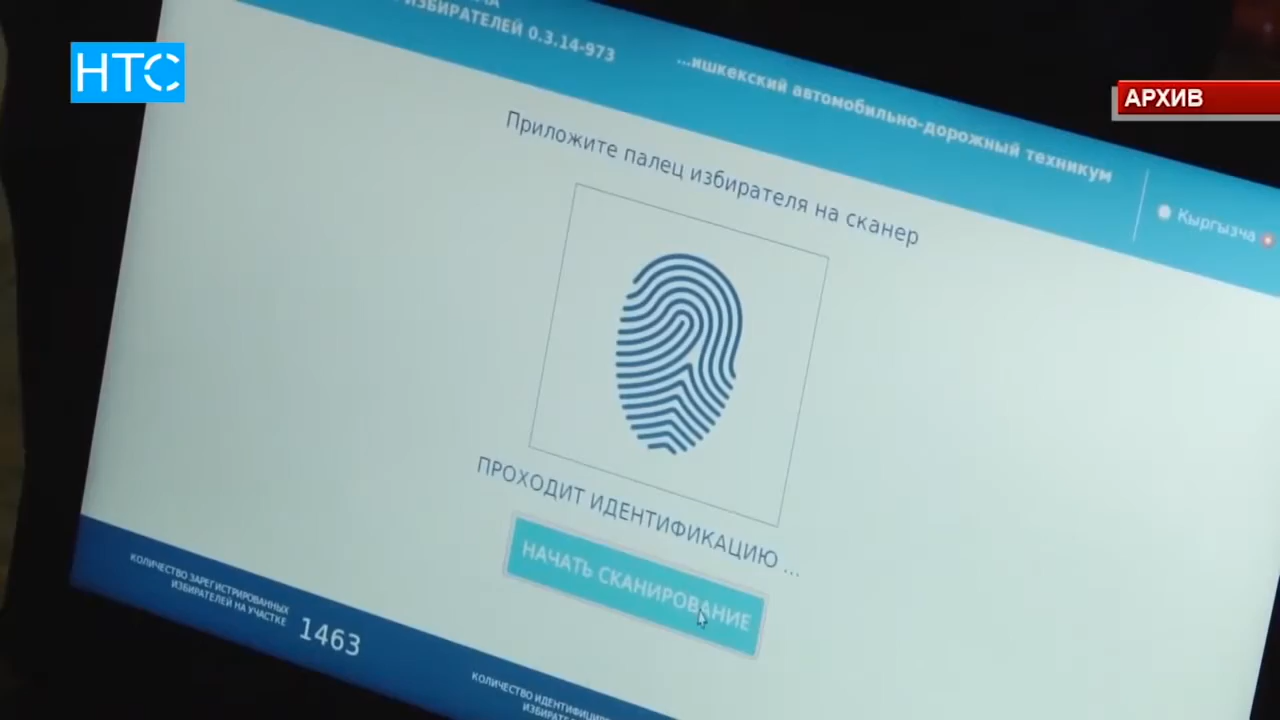 НТС
АРХИВ
ИЗБИРАТЕЛЕЙ 0.3.14-973
...ишкекский автомобильно-дорожный техникум
Кыргызча
Приложите палец избирателя на сканер
ПРОХОДИТ ИДЕНТИФИКАЦИЮ ...
НАЧАТЬ СКАНИРОВАНИЕ
КОЛИЧЕСТВО ЗАРЕГИСТРИРОВАННЫХ
ИЗБИРАТЕЛЕЙ НА УЧАСТКЕ
1463
КОЛИЧЕСТВО